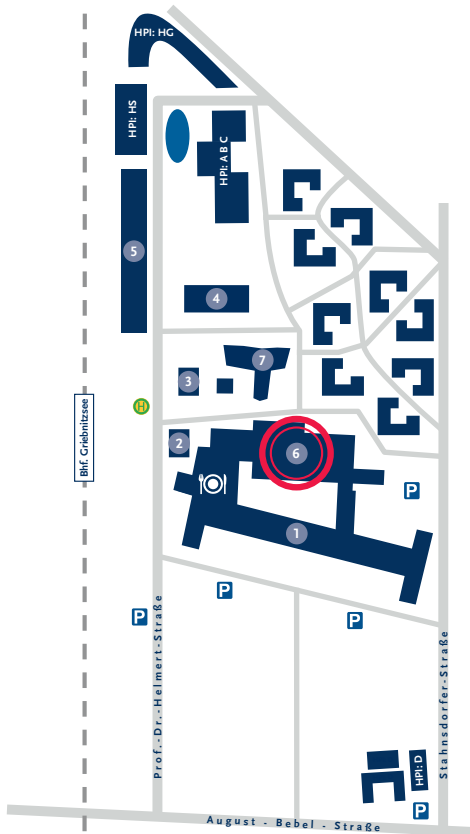 HPI: HG
HPI: HS
HPI: A B C
5
4
7
3
H
Bhf. Griebnitzsee
2
6
P
1
P
P
P
Prof.-Dr.-Helmert-Straße
Stahnsdorfer-Straße
HPI: D
P
August - Bebel - Straße